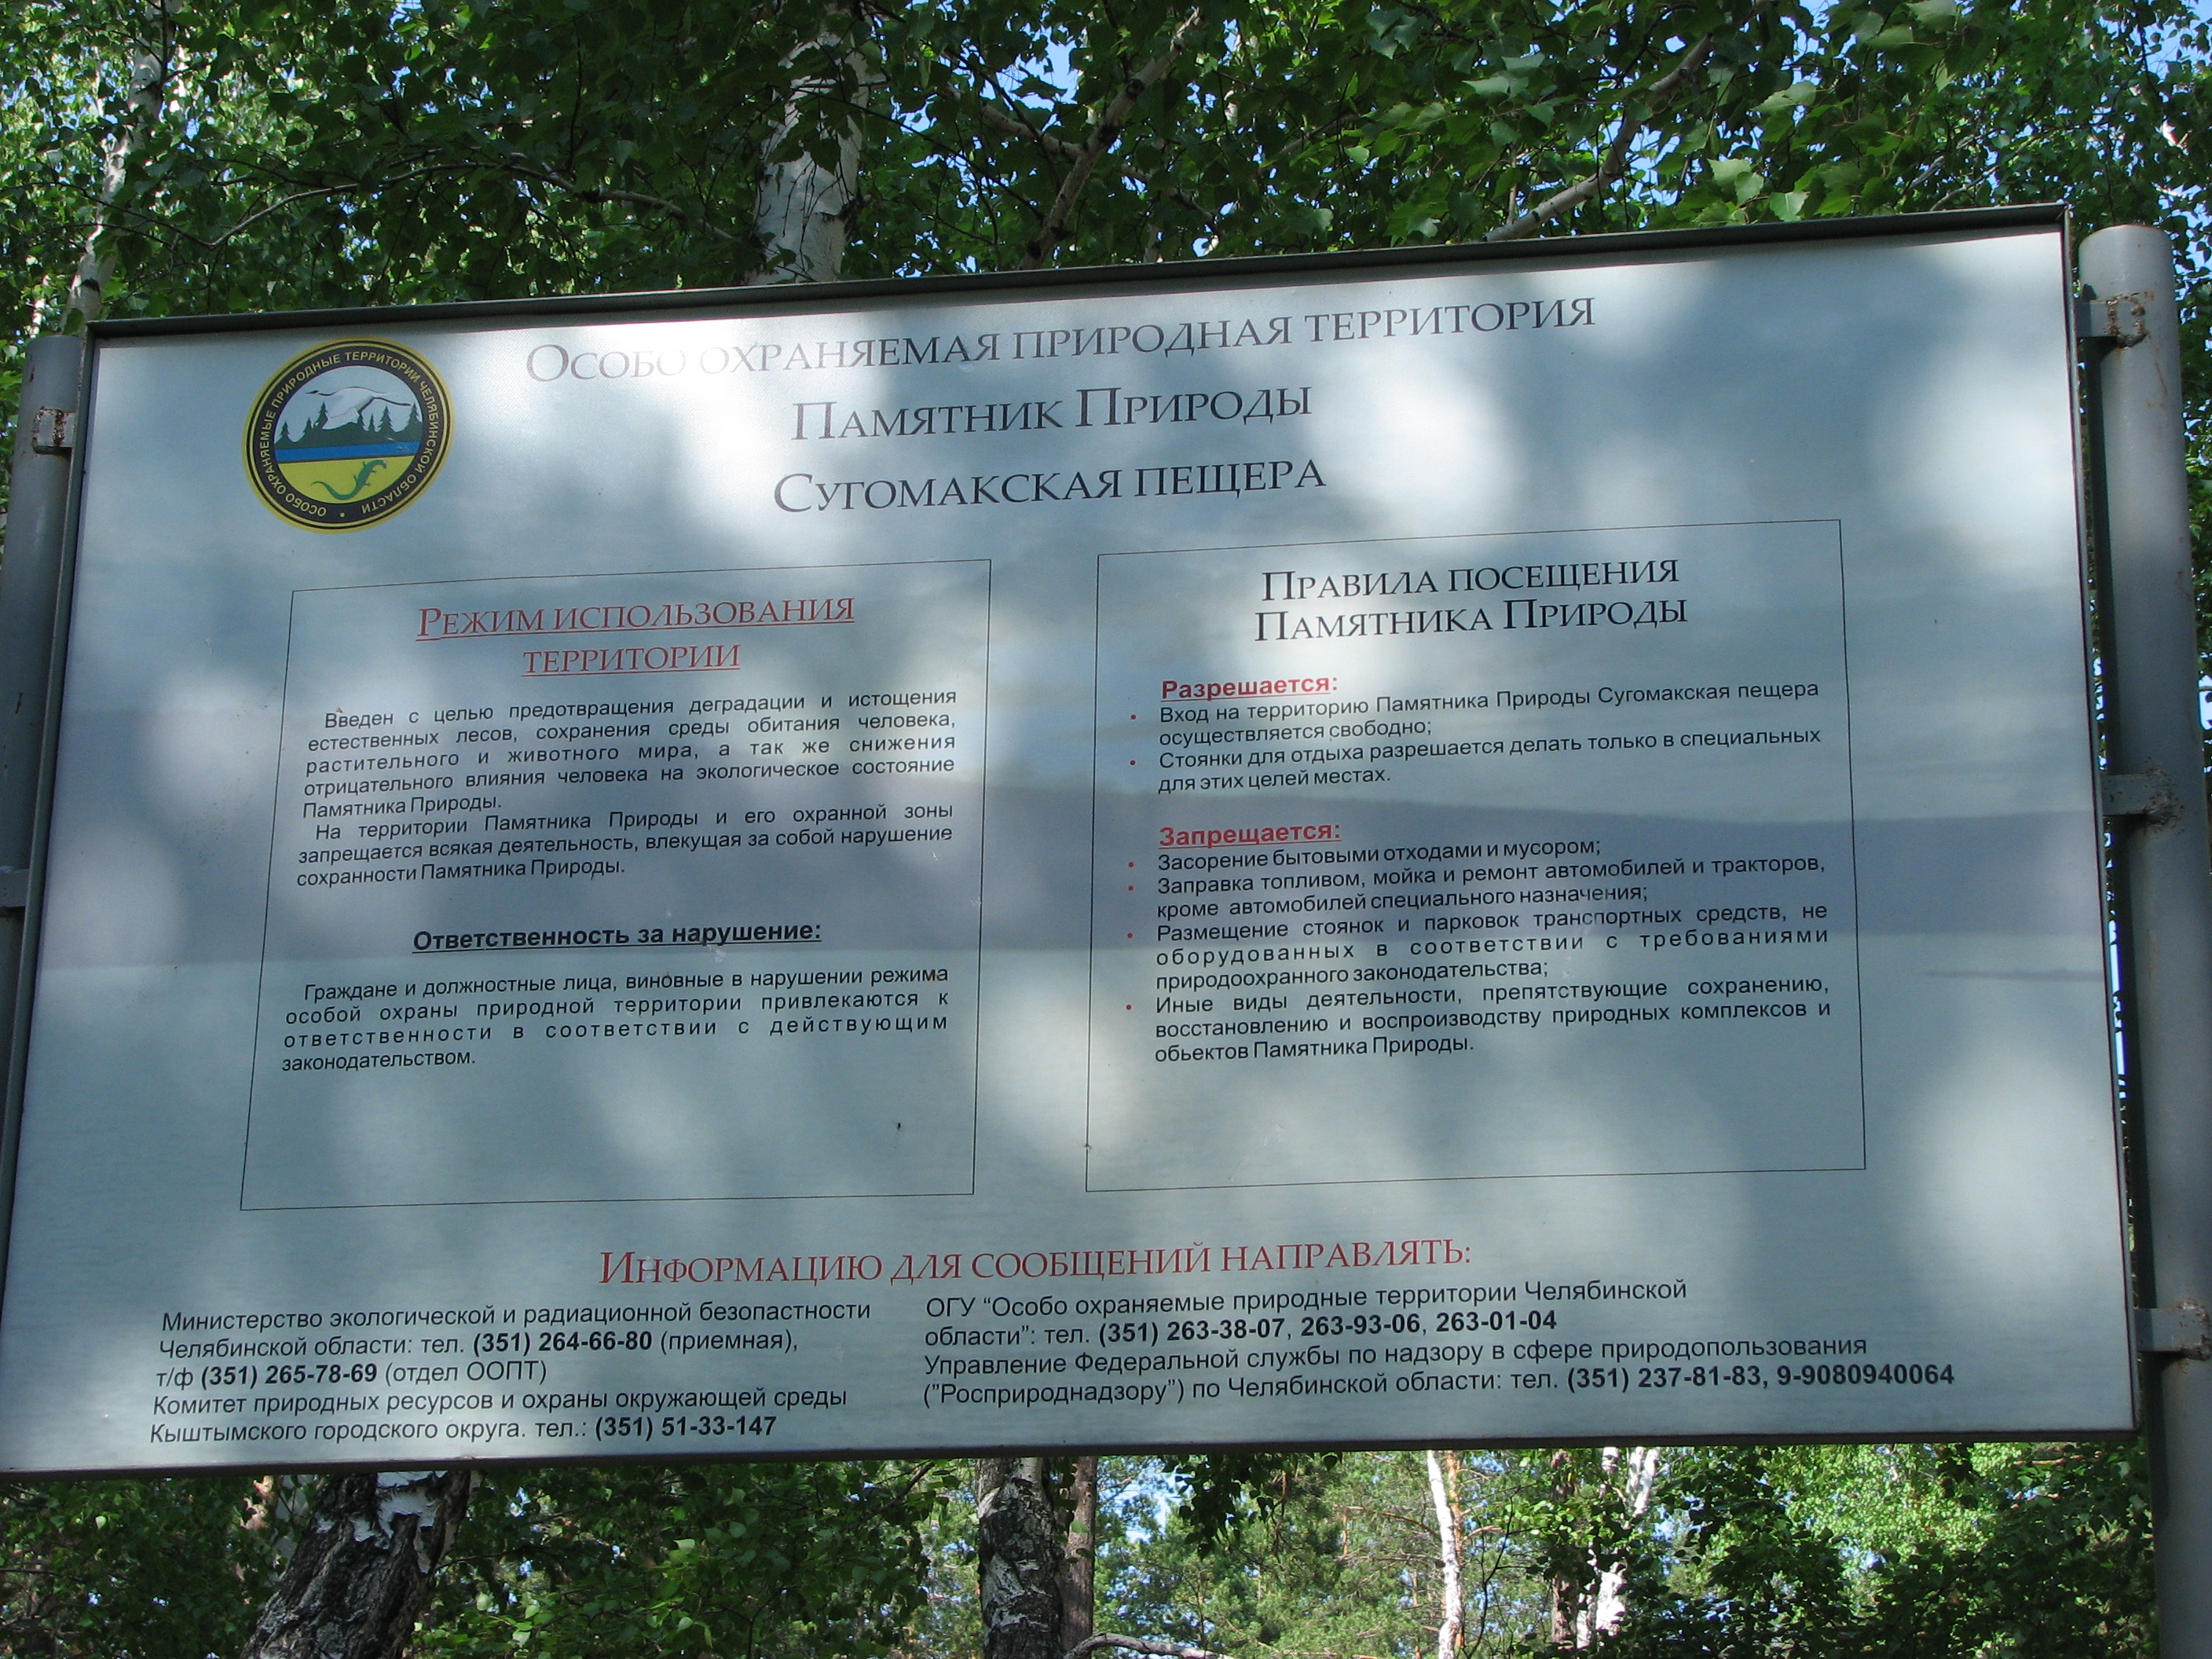 ОСОБО ОХРАНЯЕМЫЕ ПРИРОДНЫЕ ТЕРРИТОРИИ ЧЕЛЯБИНСКОЙ ОБЛАСТИ •
ОСОБО ОХРАНЯЕМАЯ ПРИРОДНАЯ ТЕРРИТОРИЯ
ПАМЯТНИК ПРИРОДЫ
СУГОМАКСКАЯ ПЕЩЕРА
РЕЖИМ ИСПОЛЬЗОВАНИЯ
ТЕРРИТОРИИ
Введен с целью предотвращения деградации и истощения
естественных лесов, сохранения среды обитания человека,
растительного и животного мира, а так же снижения
отрицательного влияния человека на экологическое состояние
Памятника Природы.
На территории Памятника Природы и его охранной зоны
запрещается всякая деятельность, влекущая за собой нарушение
сохранности Памятника Природы.
Ответственность за нарушение:
Граждане и должностные лица, виновные в нарушении режима
особой охраны природной территории привлекаются к
ответственности в соответствии с действующим
законодательством.
ПРАВИЛА ПОСЕЩЕНИЯ
ПАМЯТНИКА ПРИРОДЫ
Разрешается:
• Вход на территорию Памятника Природы Сугомакская пещера
осуществляется свободно;
• Стоянки для отдыха разрешается делать только в специальных
для этих целей местах.
Запрещается:
• Засорение бытовыми отходами и мусором;
• Заправка топливом, мойка и ремонт автомобилей и тракторов,
кроме автомобилей специального назначения;
• Размещение стоянок и парковок транспортных средств, не
оборудованных в соответствии с требованиями
природоохранного законодательства;
• Иные виды деятельности, препятствующие сохранению,
восстановлению и воспроизводству природных комплексов и
обьектов Памятника Природы.
ИНФОРМАЦИЮ ДЛЯ СООБЩЕНИЙ НАПРАВЛЯТЬ:
Министерство экологической и радиационной безопастности
Челябинской области: тел. (351) 264-66-80 (приемная),
т/ф (351) 265-78-69 (отдел ООПТ)
Комитет природных ресурсов и охраны окружающей среды
Кыштымского городского округа. тел.: (351) 51-33-147
ОГУ “Особо охраняемые природные территории Челябинской
области”: тел. (351) 263-38-07, 263-93-06, 263-01-04
Управление Федеральной службы по надзору в сфере природопользования
(”Росприроднадзору”) по Челябинской области: тел. (351) 237-81-83, 9-9080940064